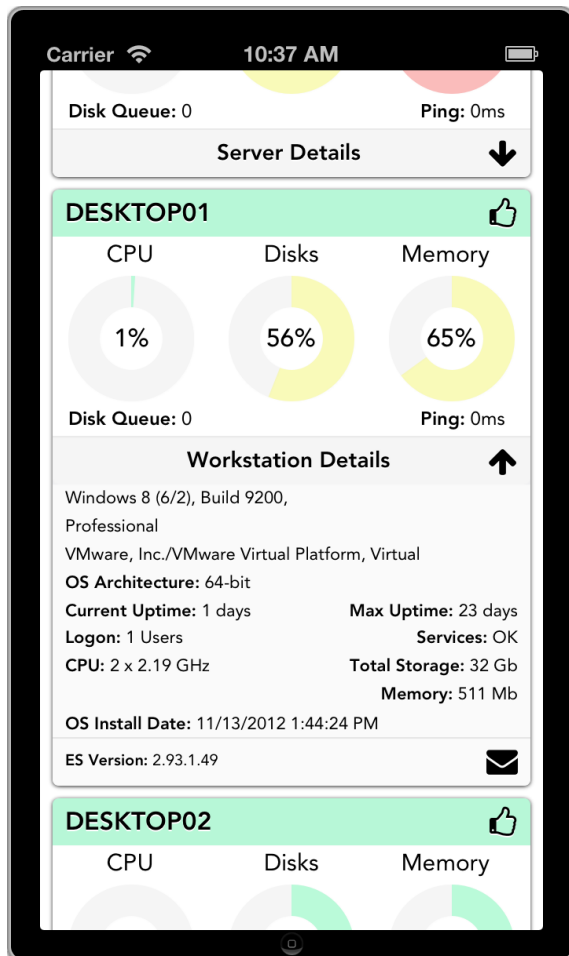 Carrier 10:37 AM
Disk Queue: 0 Ping: 0ms
Server Details
DESKTOP01
CPU Disks Memory
1% 56% 65%
Disk Queue: 0 Ping: 0ms
Workstation Details
Windows 8 (6/2), Build 9200,
Professional
VMware, Inc./VMware Virtual Platform, Virtual
OS Architecture: 64-bit
Current Uptime: 1 days Max Uptime: 23 days
Logon: 1 Users Services: OK
CPU: 2 x 2.19 GHz Total Storage: 32 Gb
Memory: 511 Mb
OS Install Date: 11/13/2012 1:44:24 PM
ES Version: 2.93.1.49
DESKTOP02
CPU Disks Memory